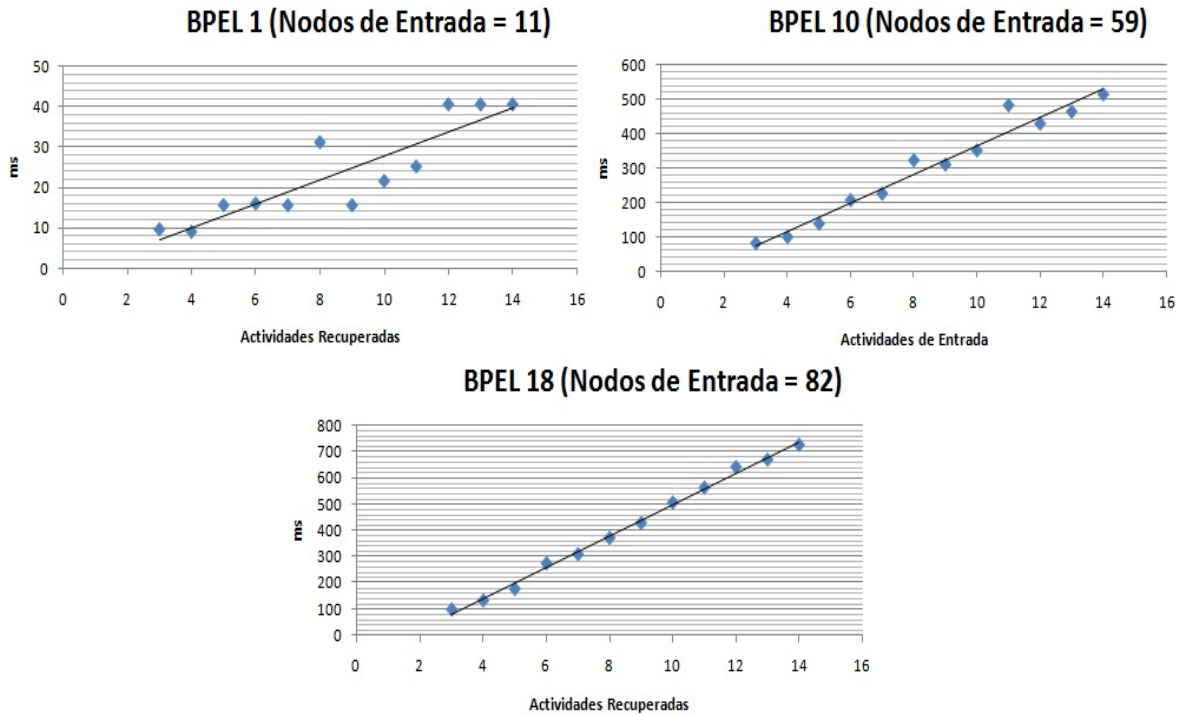 BPEL 1 (Nodos de Entrada = 11)
50
40
30
20
10
0
ms
0 2 4 6 8 10 12 14 16
Actividades Recuperadas
BPEL 10 (Nodos de Entrada = 59)
600
500
400
300
200
100
0
ms
0 2 4 6 8 10 12 14 16
Actividades de Entrada
BPEL 18 (Nodos de Entrada = 82)
800
700
600
500
400
300
200
100
0
ms
0 2 4 6 8 10 12 14 16
Actividades Recuperadas